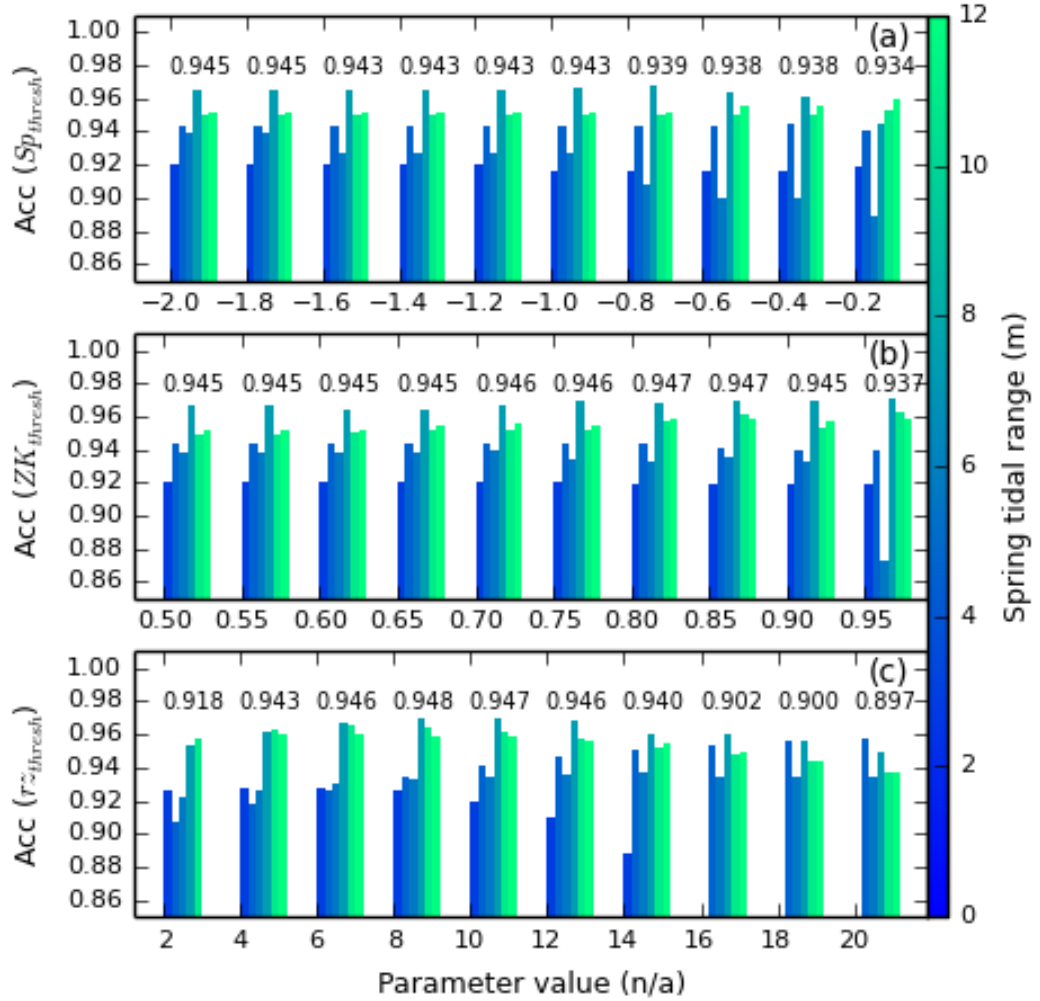 (a)
1.00
0.98
0.96
0.94
0.92
0.90
0.88
0.86
Acc (Sp_thresh)
0.945 0.945 0.943 0.943 0.943 0.943 0.939 0.938 0.938 0.934
−2.0 −1.8 −1.6 −1.4 −1.2 −1.0 −0.8 −0.6 −0.4 −0.2
(b)
1.00
0.98
0.96
0.94
0.92
0.90
0.88
0.86
Acc (ZK_thresh)
0.945 0.945 0.945 0.945 0.946 0.946 0.947 0.947 0.945 0.937
0.50 0.55 0.60 0.65 0.70 0.75 0.80 0.85 0.90 0.95
(c)
1.00
0.98
0.96
0.94
0.92
0.90
0.88
0.86
Acc (rz_thresh)
0.918 0.943 0.946 0.948 0.947 0.946 0.940 0.902 0.900 0.897
2 4 6 8 10 12 14 16 18 20
Parameter value (n/a)
12
10
8
6
4
2
0
Spring tidal range (m)